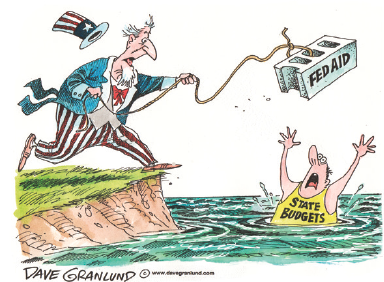 FED AID
STATE
BUDGETS
DAVE GRANLUND © www.davegranlund.com